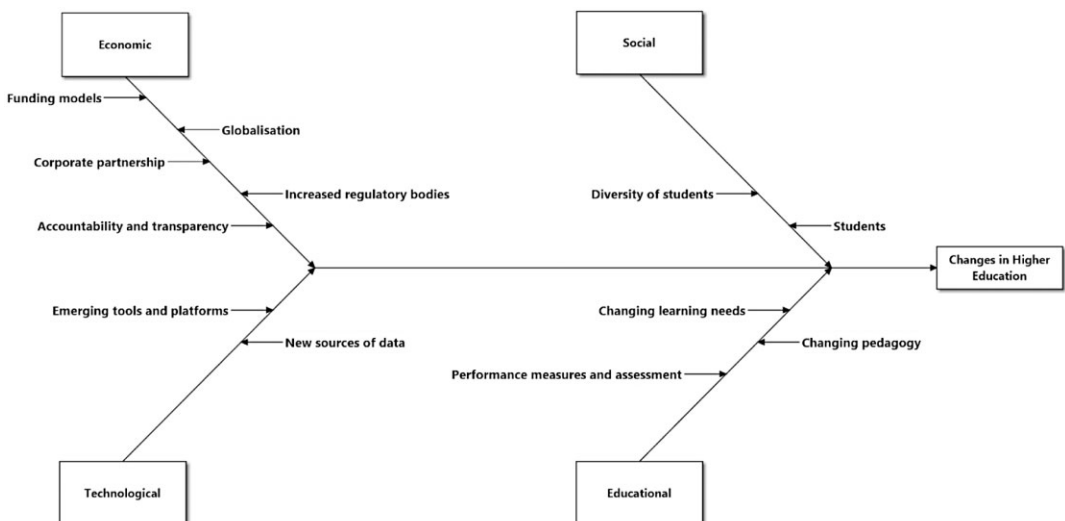 Economic
Social
Funding models
Globalisation
Corporate partnership
Increased regulatory bodies
Accountability and transparency
Diversity of students
Students
Changes in Higher
Education
Emerging tools and platforms
New sources of data
Changing learning needs
Changing pedagogy
Performance measures and assessment
Technological
Educational